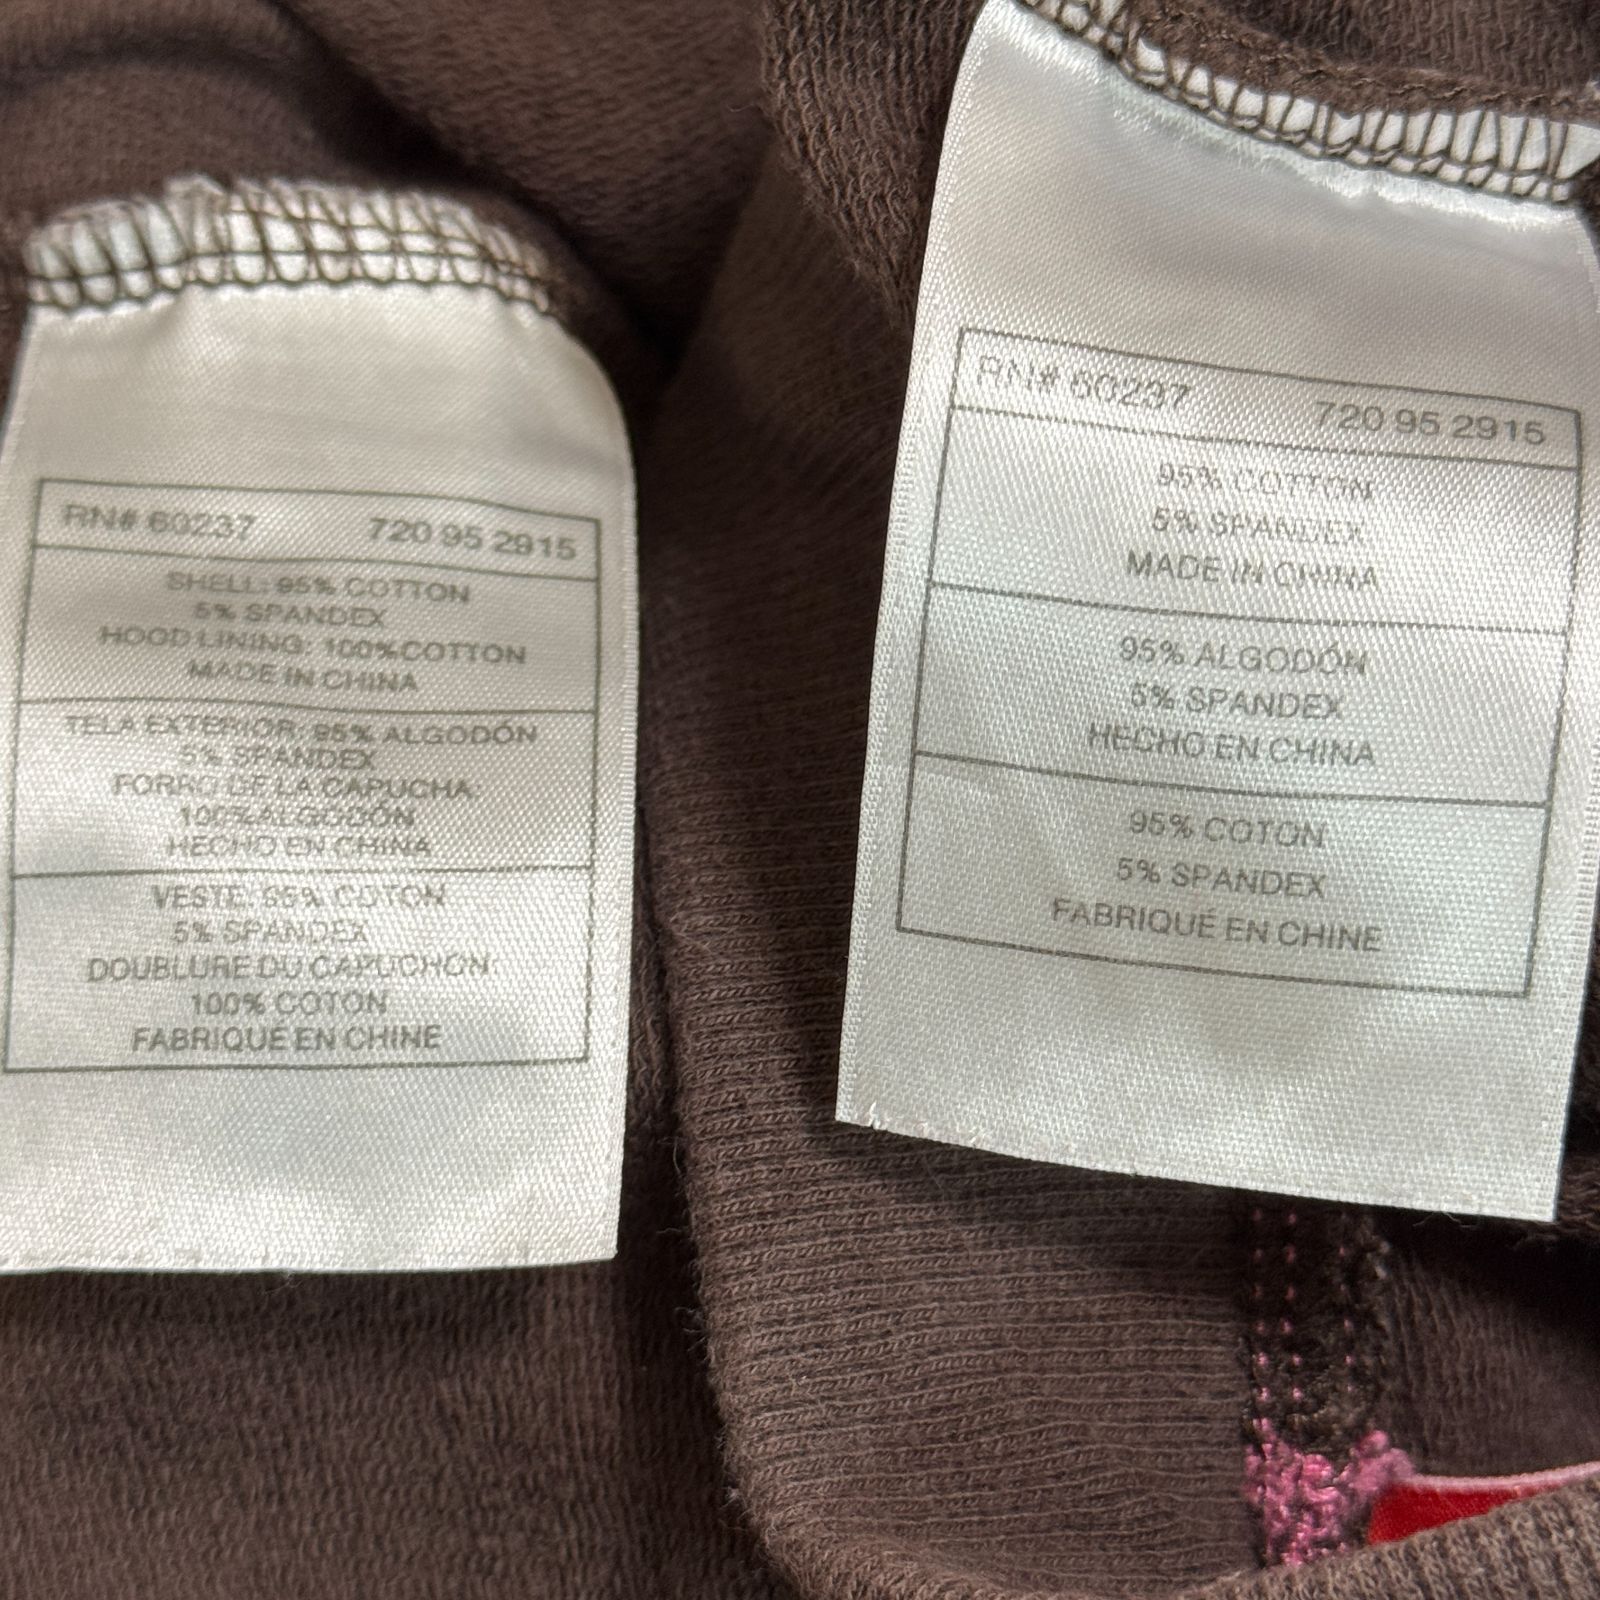 RN# 60237 720 95 2915
SHELL: 95% COTTON
5% SPANDEX
HOOD LINING: 100%COTTON
MADE IN CHINA
TELA EXTERIOR: 95% ALGODÓN
5% SPANDEX
FORRO DE LA CAPUCHA:
100%ALGODÓN
HECHO EN CHINA
VESTE: 95% COTON
5% SPANDEX
DOUBLURE DU CAPUCHON:
100% COTON
FABRIQUÉ EN CHINE
RN# 60237 720 95 2915
95% COTTON
5% SPANDEX
MADE IN CHINA
95% ALGODÓN
5% SPANDEX
HECHO EN CHINA
95% COTON
5% SPANDEX
FABRIQUÉ EN CHINE